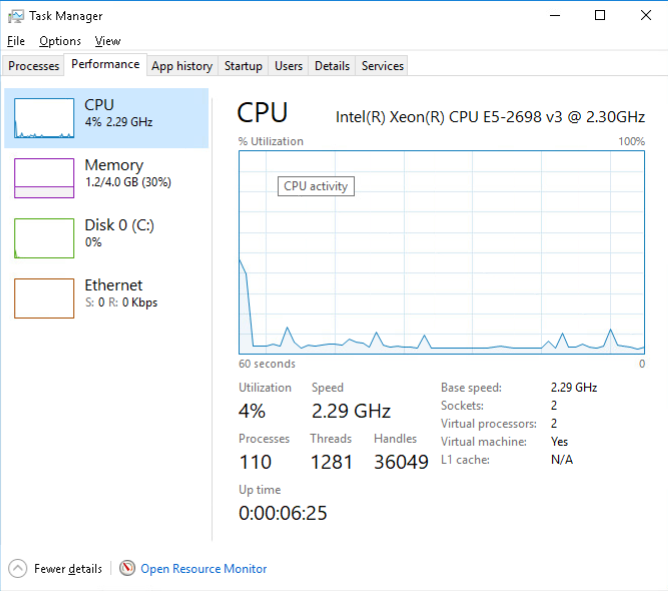 Task Manager
File Options View
Processes Performance App history Startup Users Details Services
CPU
4% 2.29 GHz
Memory
1.2/4.0 GB (30%)
Disk 0 (C:)
0%
Ethernet
S: 0 R: 0 Kbps
CPU Intel(R) Xeon(R) CPU E5-2698 v3 @ 2.30GHz
% Utilization 100%
CPU activity
60 seconds 0
Utilization Speed
4% 2.29 GHz
Processes Threads Handles
110 1281 36049
Up time
0:00:06:25
Base speed: 2.29 GHz
Sockets: 2
Virtual processors: 2
Virtual machine: Yes
L1 cache: N/A
Fewer details Open Resource Monitor